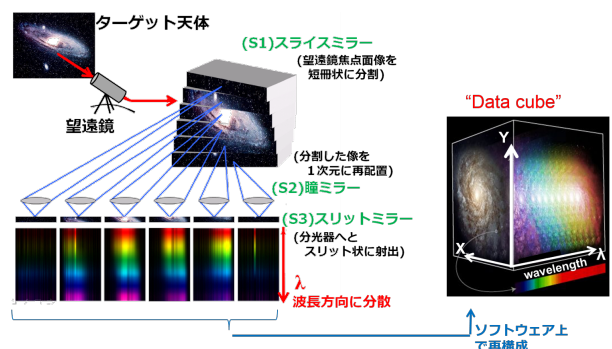 ターゲット天体
望遠鏡
(S1)スライスミラー
(望遠鏡焦点面像を
短冊状に分割)
(分割した像を
1次元に再配置)
(S2)瞳ミラー
(S3)スリットミラー
(分光器へと
スリット状に射出)
λ
波長方向に分散
“Data cube”
Y
X
λ
wavelength
ソフトウェア上
で再構成